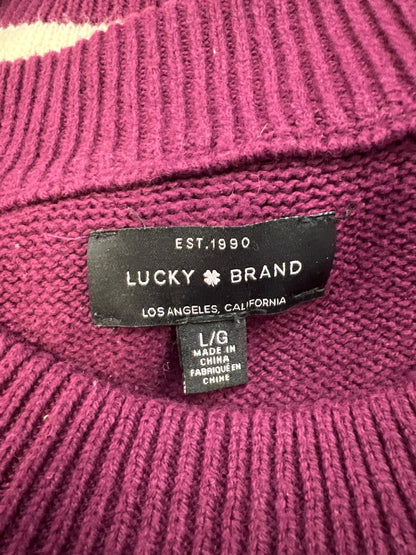 EST.1990
LUCKY BRAND
LOS ANGELES, CALIFORNIA
L/G
MADE IN
CHINA
FABRIQUÉ EN
CHINE